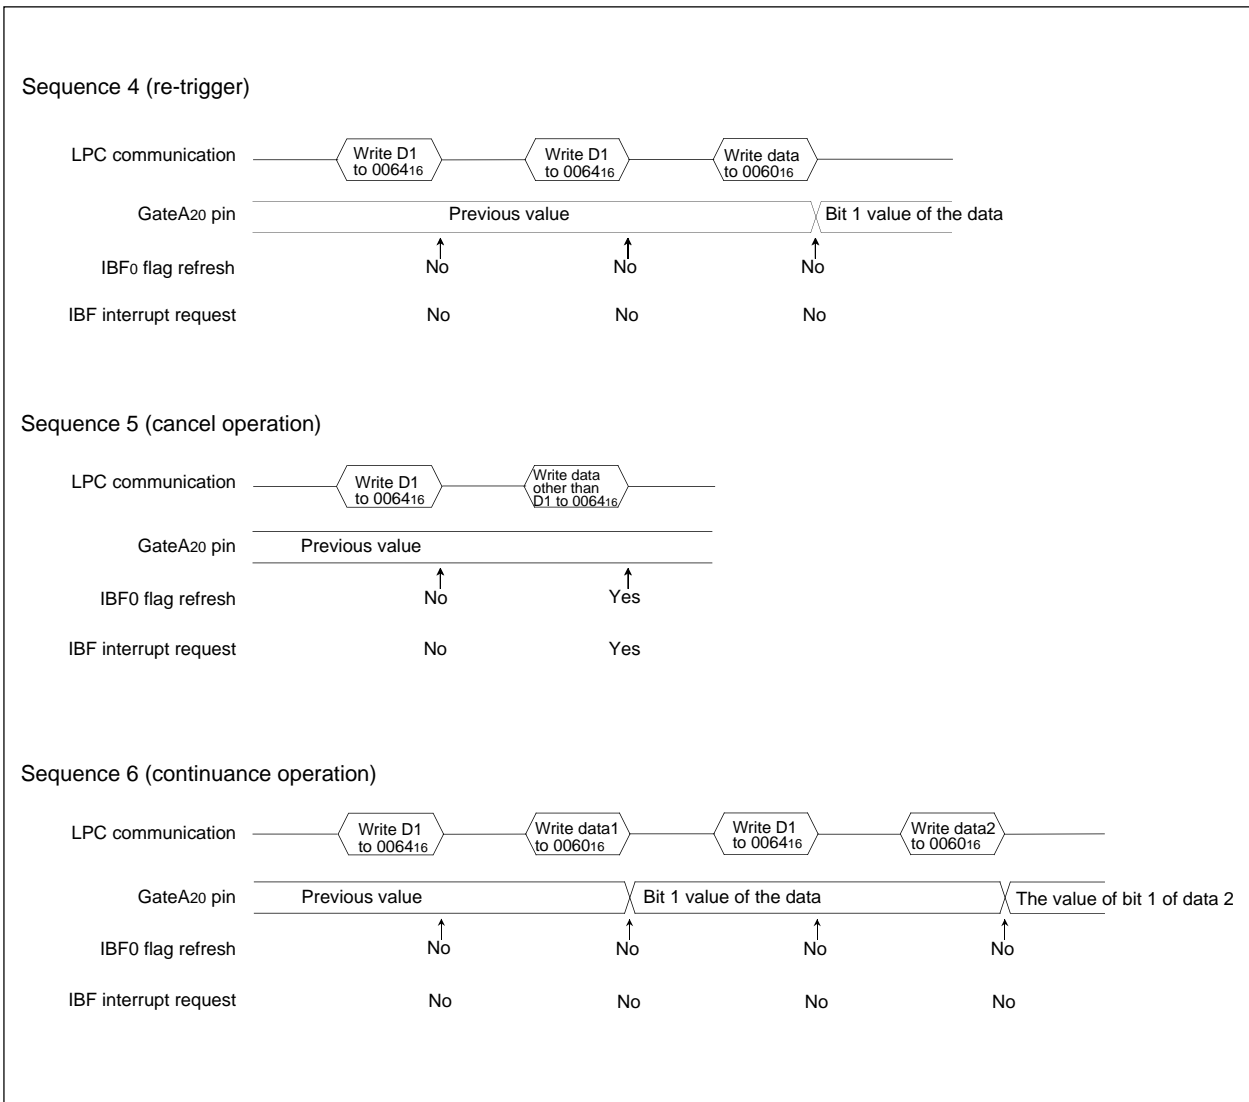 Sequence 4 (re-trigger)
LPC communication
Write D1
to 006416
Write D1
to 006416
Write data
to 006016
GateA20 pin
Previous value
Bit 1 value of the data
IBF0 flag refresh
No
No
No
IBF interrupt request
No
No
No
Sequence 5 (cancel operation)
LPC communication
Write D1
to 006416
Write data
other than
D1 to 006416
GateA20 pin
Previous value
IBF0 flag refresh
No
Yes
IBF interrupt request
No
Yes
Sequence 6 (continuance operation)
LPC communication
Write D1
to 006416
Write data1
to 006016
Write D1
to 006416
Write data2
to 006016
GateA20 pin
Previous value
Bit 1 value of the data
The value of bit 1 of data 2
IBF0 flag refresh
No
No
No
No
IBF interrupt request
No
No
No
No